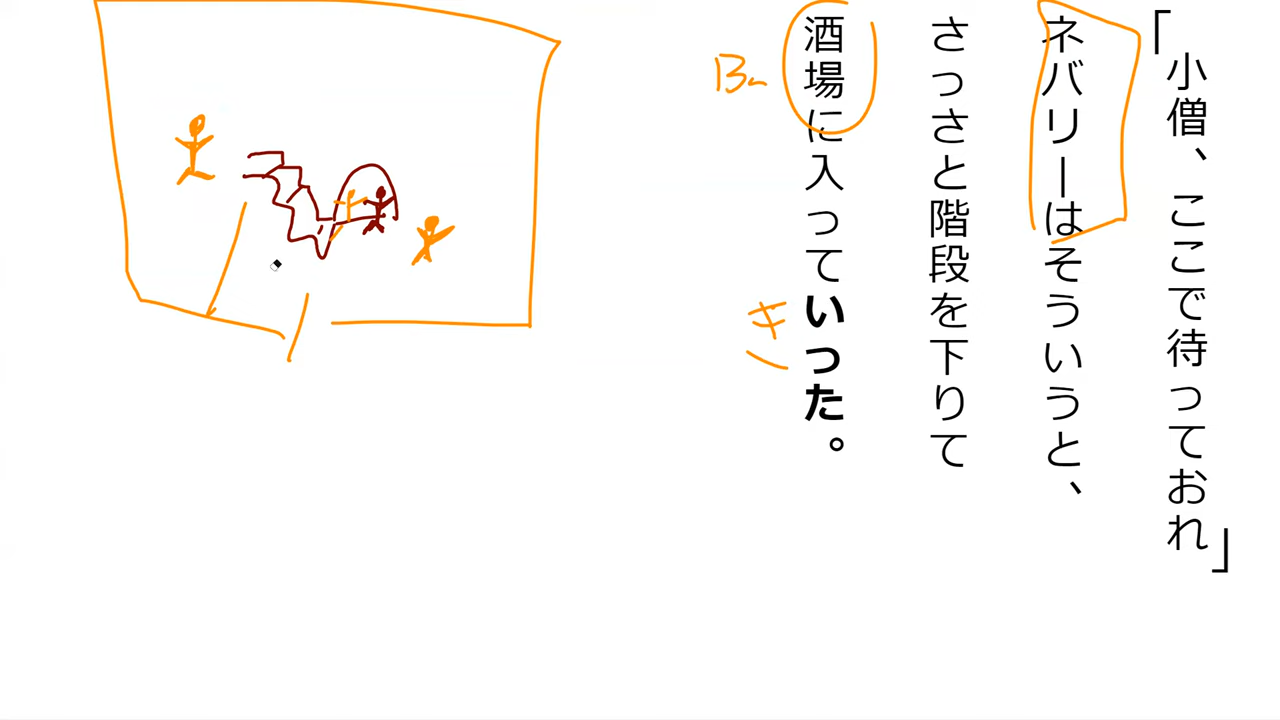 「小僧、ここで待っておれ」
ネバリーはそういうと、
さっさと階段を下りて
酒場に入っていった。
き